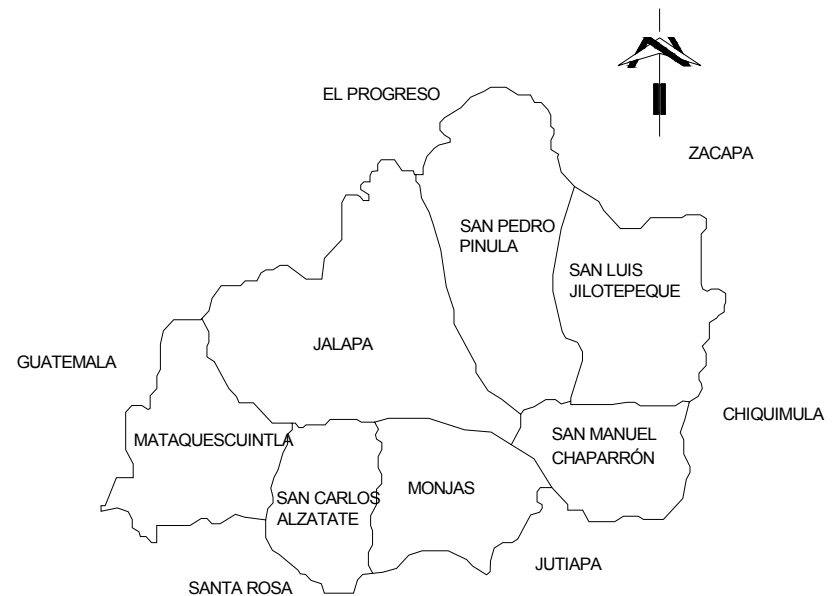 EL PROGRESO
ZACAPA
SAN PEDRO
PINULA
SAN LUIS
JILOTEPEQUE
JALAPA
GUATEMALA
CHIQUIMULA
MATAQUESCUINTLA
SAN MANUEL
CHAPARRÓN
SAN CARLOS
ALZATATE
MONJAS
JUTIAPA
SANTA ROSA